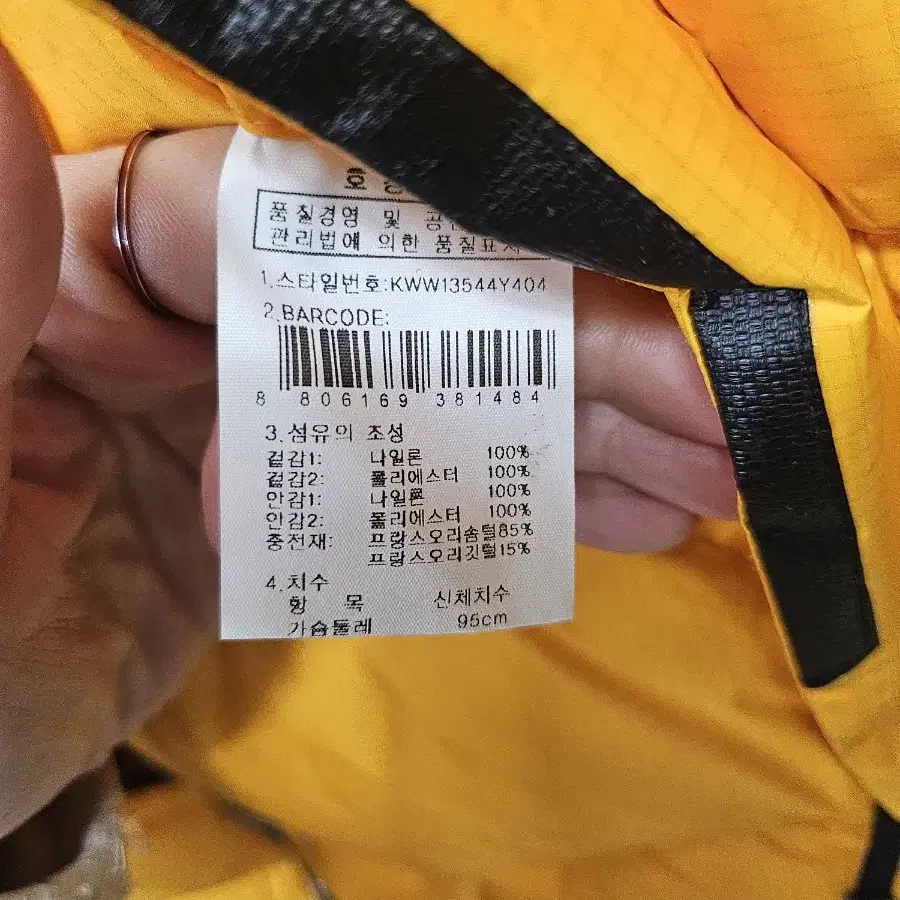 품질경영 및 공
관리법에 의한 품질표시
1.스타일번호:KWW13544Y404
2.BARCODE:
8 806169 381484
3.섬유의 조성
겉감1: 나일론 100%
겉감2: 폴리에스터 100%
안감1: 나일론 100%
안감2: 폴리에스터 100%
충전재: 프랑스오리솜털85%
프랑스오리깃털15%
4.치수
항 목 신체치수
가슴둘레 95cm